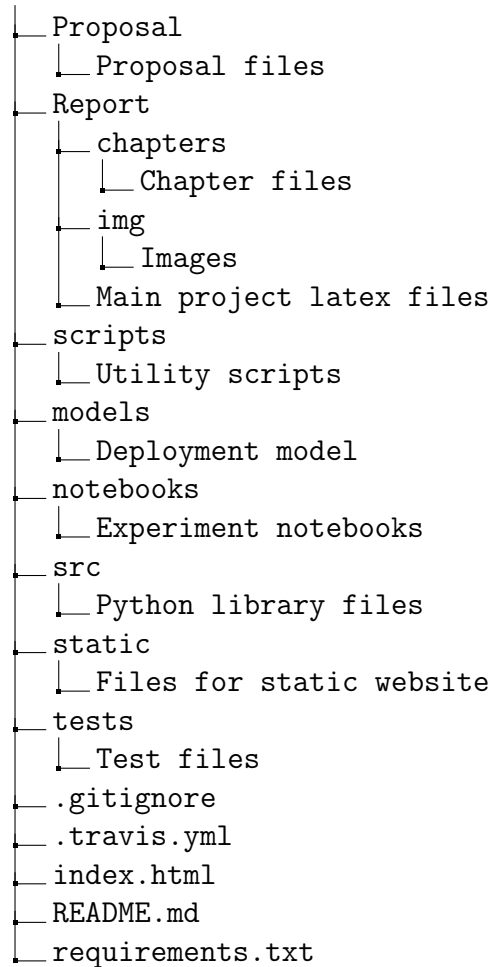 Proposal
Proposal files
Report
chapters
Chapter files
img
Images
Main project latex files
scripts
Utility scripts
models
Deployment model
notebooks
Experiment notebooks
src
Python library files
static
Files for static website
tests
Test files
.gitignore
.travis.yml
index.html
README.md
requirements.txt